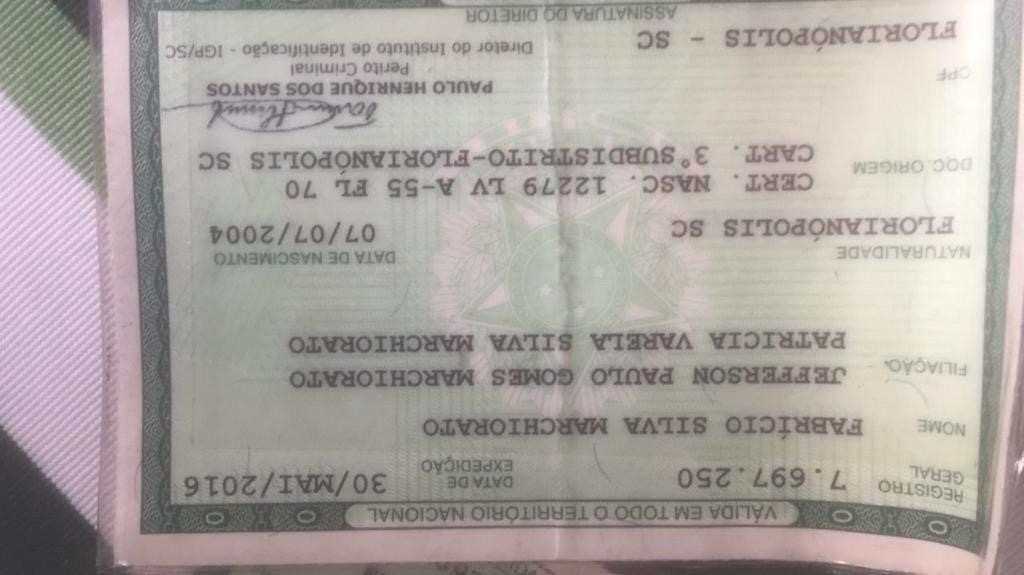 VÁLIDA EM TODO O TERRITÓRIO NACIONAL
REGISTRO GERAL 7.697.250 DATA DE EXPEDIÇÃO 30/MAI/2016
NOME FABRÍCIO SILVA MARCHIORATO
FILIAÇÃO JEFFERSON PAULO GOMES MARCHIORATO
PATRICIA VARELA SILVA MARCHIORATO
NATURALIDADE DATA DE NASCIMENTO
FLORIANÓPOLIS SC 07/07/2004
DOC. ORIGEM CERT. NASC. 12279 LV A-55 FL 70
CART. 3ºSUBDISTRITO-FLORIANÓPOLIS SC
CPF
PAULO HENRIQUE DOS SANTOS
Perito Criminal
Diretor do Instituto de Identificação - IGP/SC
FLORIANÓPOLIS - SC
ASSINATURA DO DIRETOR